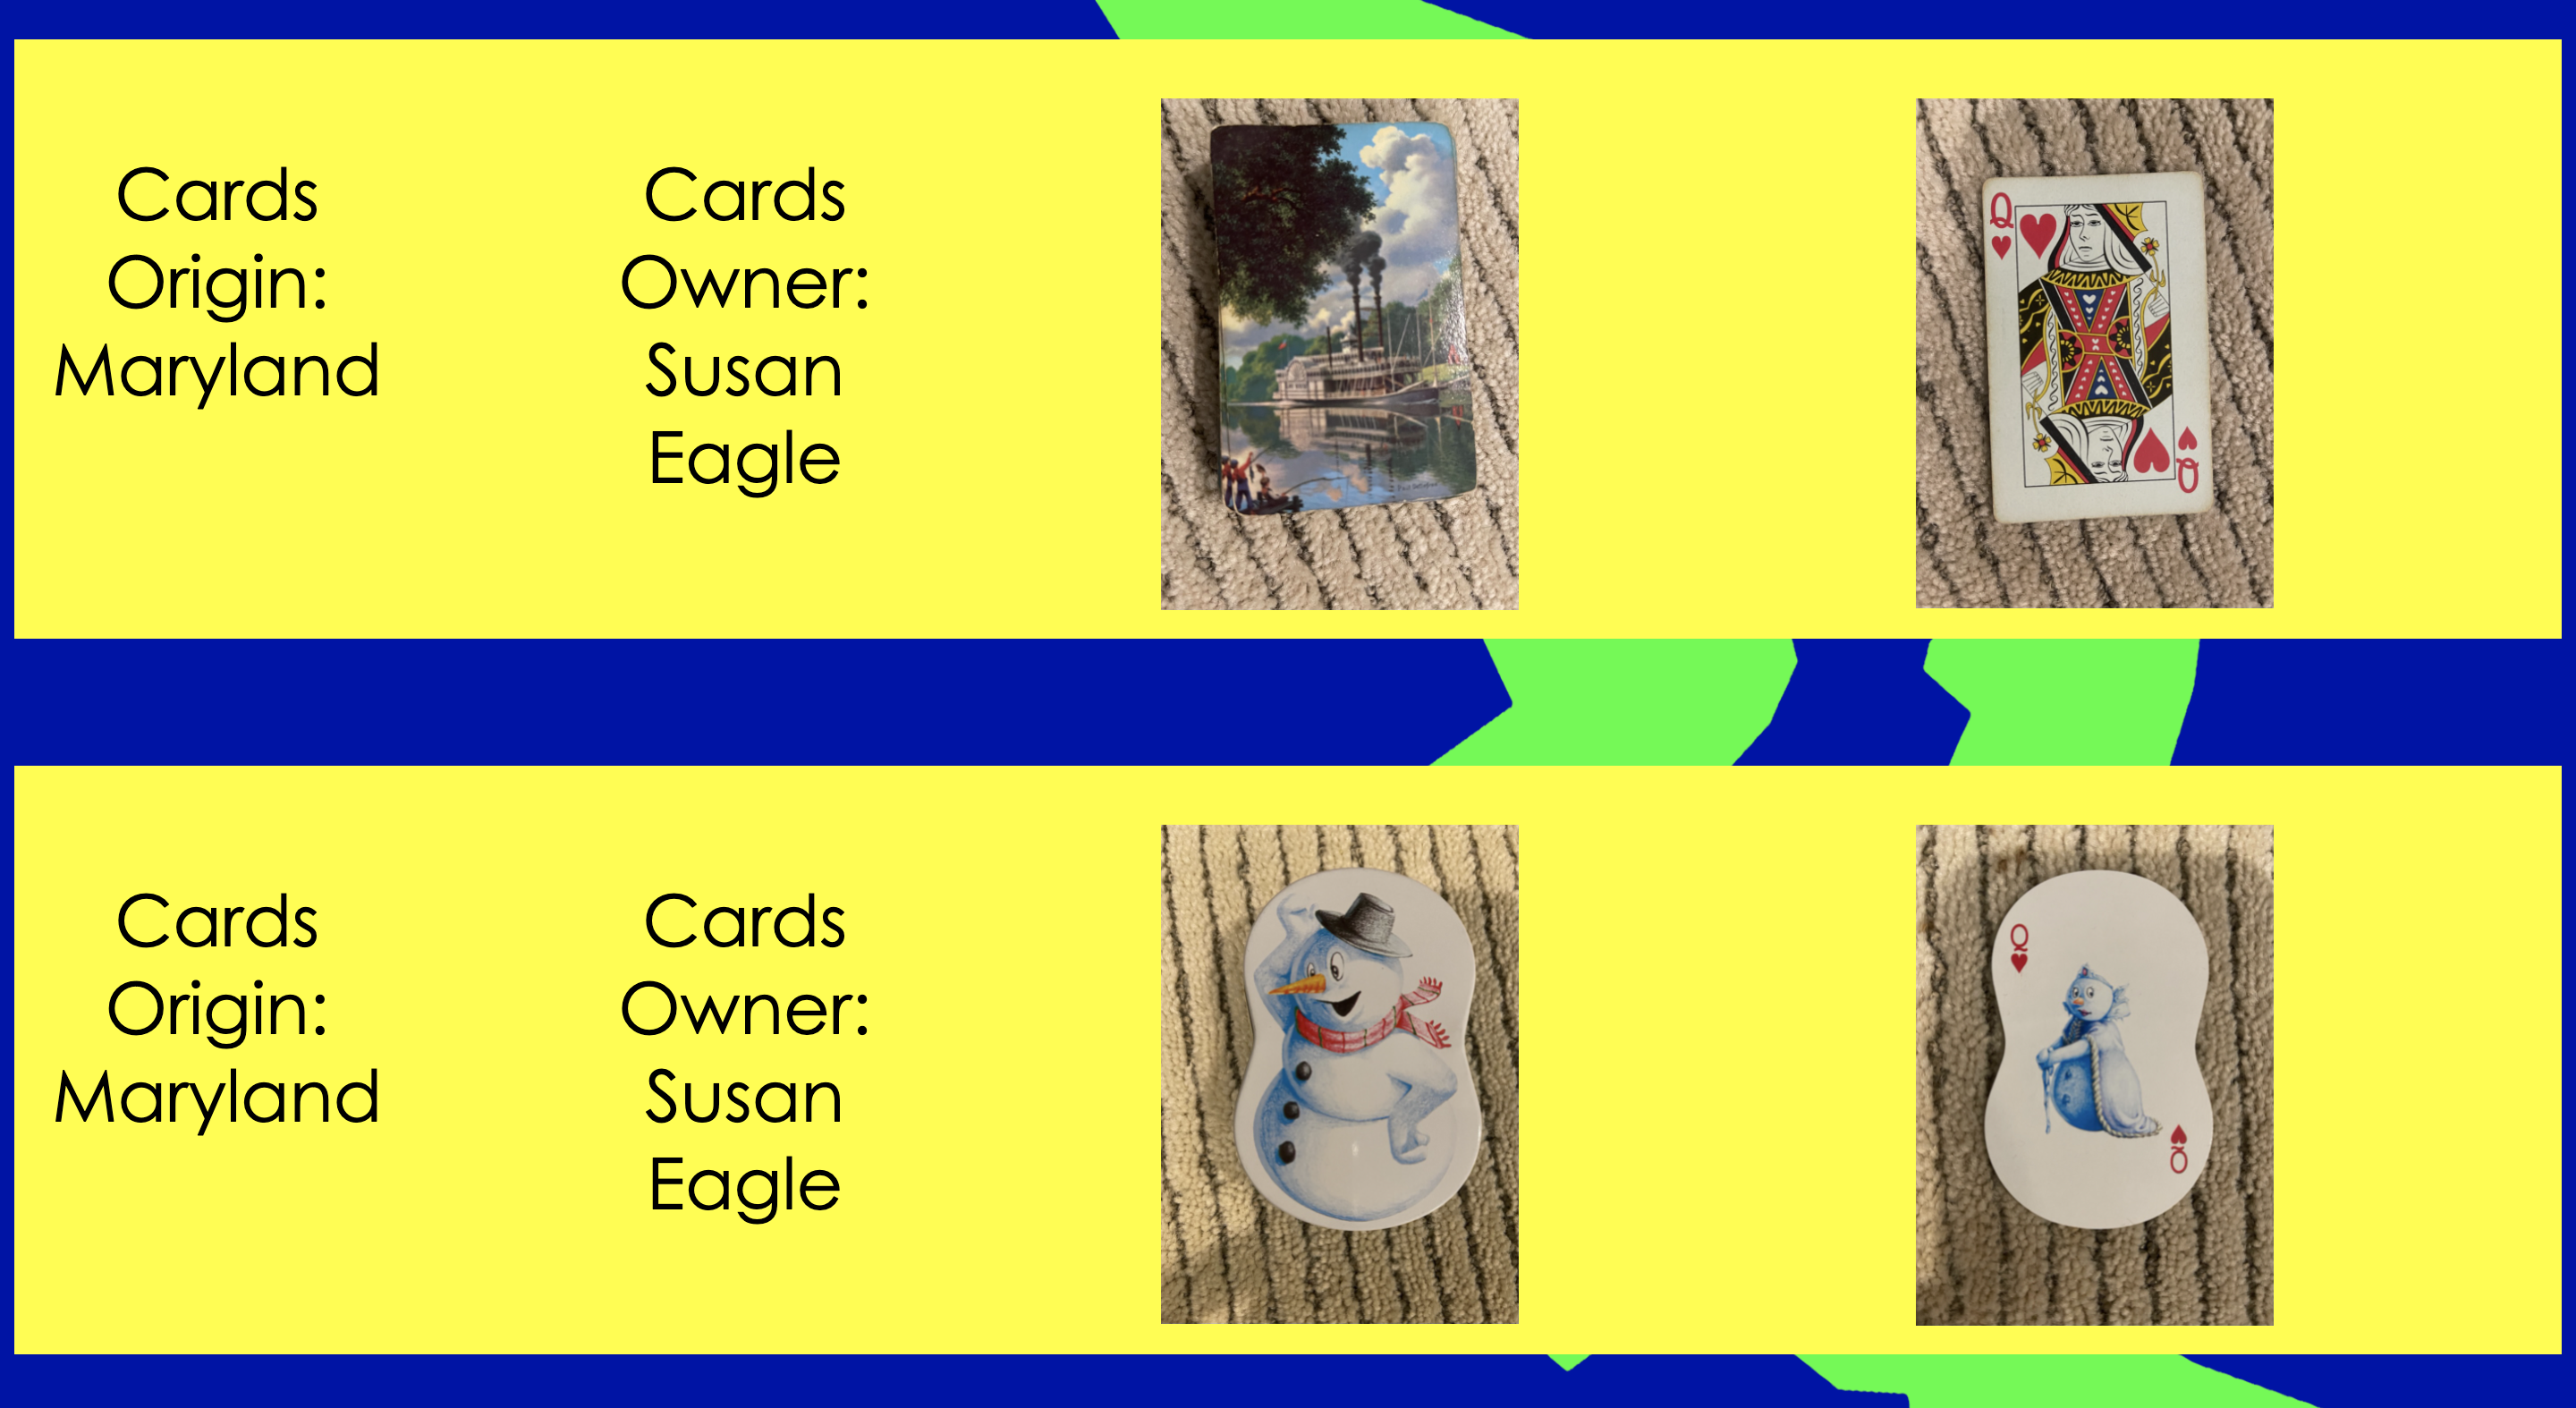 Cards
Origin:
Maryland
Cards
Owner:
Susan
Eagle
Q
Q
Cards
Origin:
Maryland
Cards
Owner:
Susan
Eagle
Q
Q